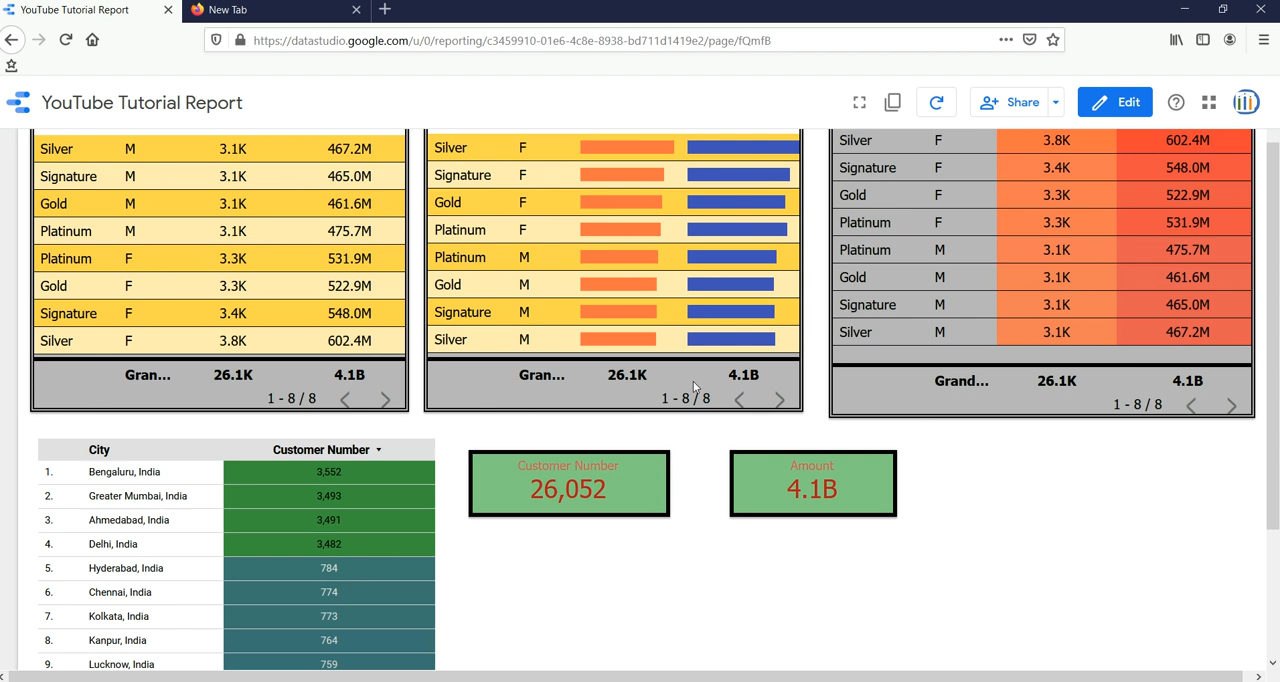 YouTube Tutorial Report
New Tab
https://datastudio.google.com/u/0/reporting/c3459910-01e6-4c8e-8938-bd711d1419e2/page/fQmfB
YouTube Tutorial Report
Share
Edit
Silver M 3.1K 467.2M
Signature M 3.1K 465.0M
Gold M 3.1K 461.6M
Platinum M 3.1K 475.7M
Platinum F 3.3K 531.9M
Gold F 3.3K 522.9M
Signature F 3.4K 548.0M
Silver F 3.8K 602.4M
Gran... 26.1K 4.1B
1 - 8 / 8
Silver F
Signature F
Gold F
Platinum F
Platinum M
Gold M
Signature M
Silver M
Gran... 26.1K 4.1B
1 - 8 / 8
Silver F 3.8K 602.4M
Signature F 3.4K 548.0M
Gold F 3.3K 522.9M
Platinum F 3.3K 531.9M
Platinum M 3.1K 475.7M
Gold M 3.1K 461.6M
Signature M 3.1K 465.0M
Silver M 3.1K 467.2M
Grand... 26.1K 4.1B
1 - 8 / 8
City Customer Number
1. Bengaluru, India 3,552
2. Greater Mumbai, India 3,493
3. Ahmedabad, India 3,491
4. Delhi, India 3,482
5. Hyderabad, India 784
6. Chennai, India 774
7. Kolkata, India 773
8. Kanpur, India 764
9. Lucknow, India 759
Customer Number
26,052
Amount
4.1B